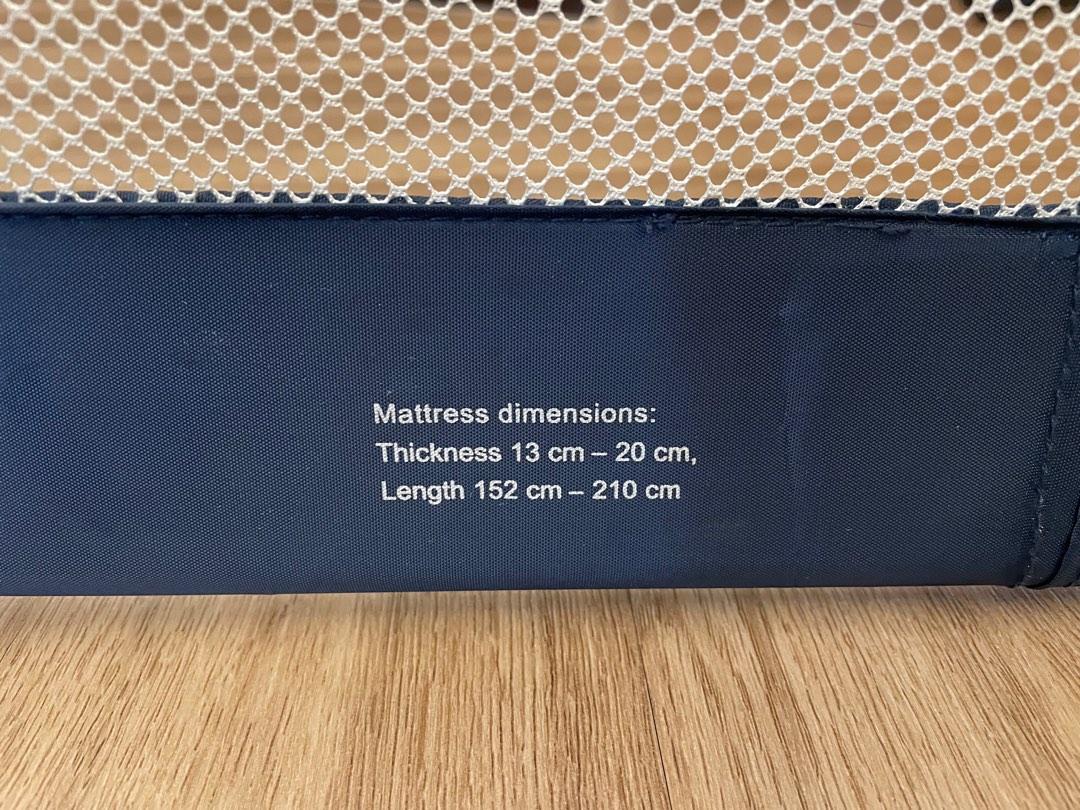 Mattress dimensions:
Thickness 13 cm – 20 cm,
Length 152 cm – 210 cm